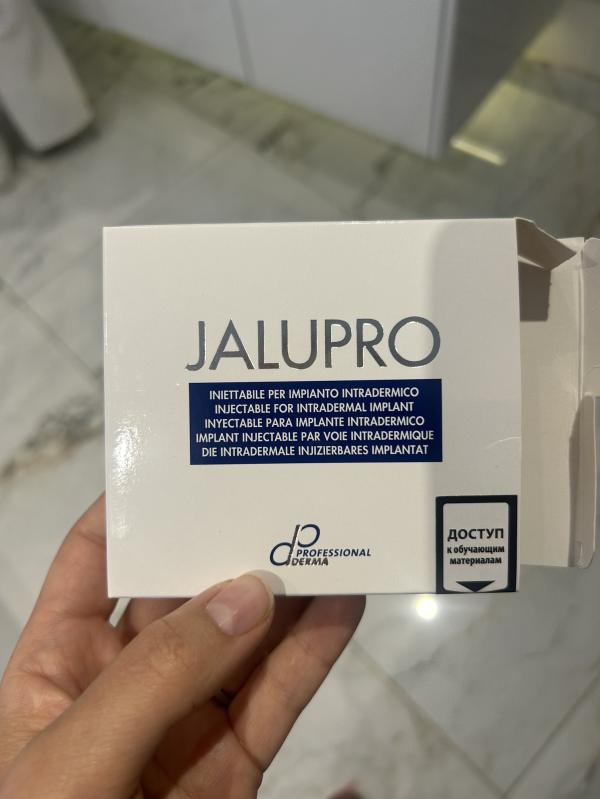 JALUPRO
INIETTABILE PER IMPIANTO INTRADERMICO
INJECTABLE FOR INTRADERMAL IMPLANT
INYECTABLE PARA IMPLANTE INTRADERMICO
IMPLANT INJECTABLE PAR VOIE INTRADERMIQUE
DIE INTRADERMALE INJIZIERBARES IMPLANTAT
PROFESSIONAL
DERMA
ДОСТУП
к обучающим
материалам